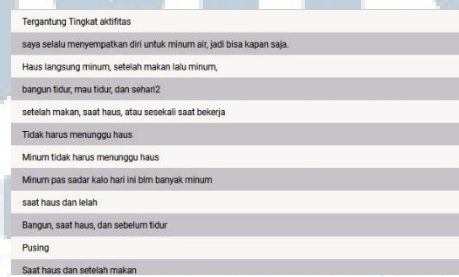 Tergantung Tingkat aktifitas
saya selalu menyempatkan diri untuk minum air, jadi bisa kapan saja.
Haus langsung minum, setelah makan lalu minum,
bangun tidur, mau tidur, dan sehari2
setelah makan, saat haus, atau sesekali saat bekerja
Tidak harus menunggu haus
Minum tidak harus menunggu haus
Minum pas sadar kalo hari ini blm banyak minum
saat haus dan lelah
Bangun, saat haus, dan sebelum tidur
Pusing
Saat haus dan setelah makan